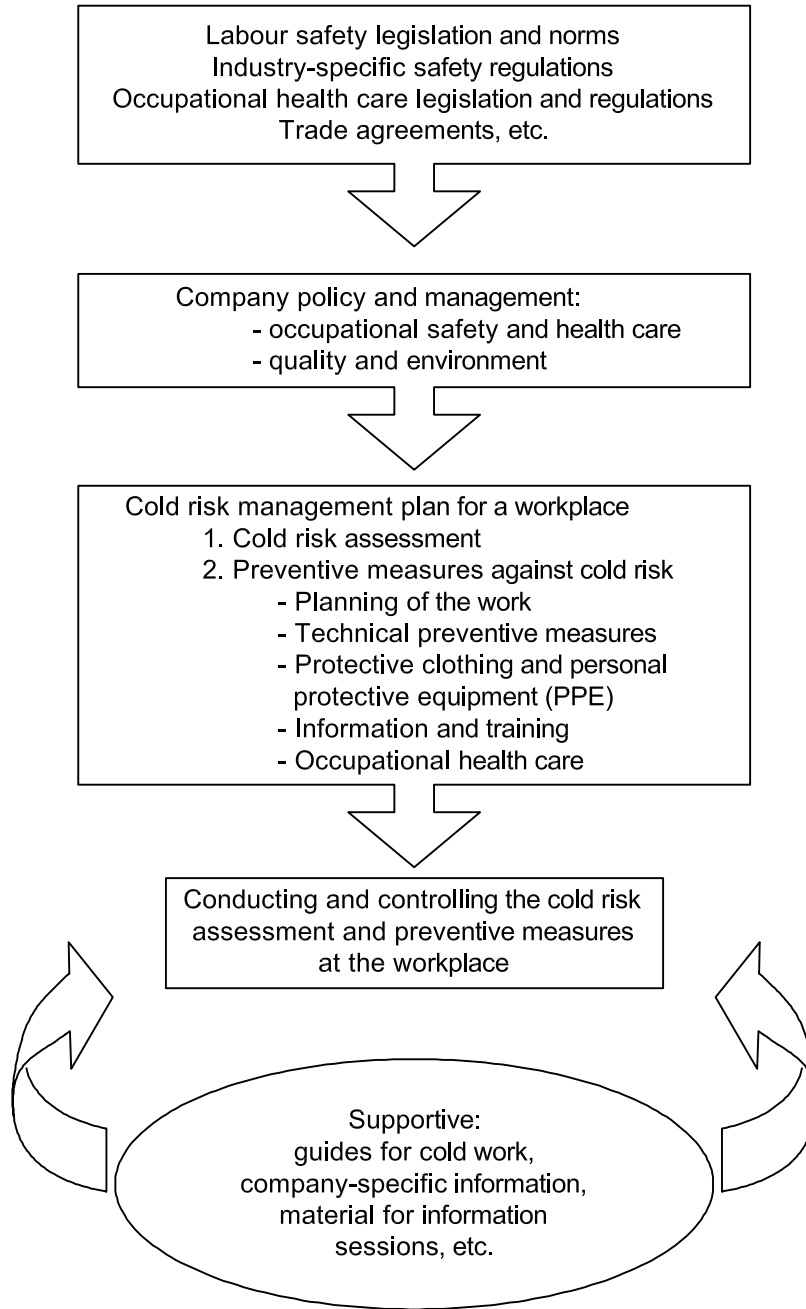 Labour safety legislation and norms
Industry-specific safety regulations
Occupational health care legislation and regulations
Trade agreements, etc.
Company policy and management:
- occupational safety and health care
- quality and environment
Cold risk management plan for a workplace
1. Cold risk assessment
2. Preventive measures against cold risk
- Planning of the work
- Technical preventive measures
- Protective clothing and personal
protective equipment (PPE)
- Information and training
- Occupational health care
Conducting and controlling the cold risk
assessment and preventive measures
at the workplace
Supportive:
guides for cold work,
company-specific information,
material for information
sessions, etc.